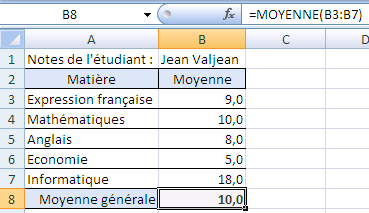 B8 fx =MOYENNE(B3:B7)
A B C D
1 Notes de l'étudiant : Jean Valjean
2 Matière Moyenne
3 Expression française 9,0
4 Mathématiques 10,0
5 Anglais 8,0
6 Economie 5,0
7 Informatique 18,0
8 Moyenne générale 10,0